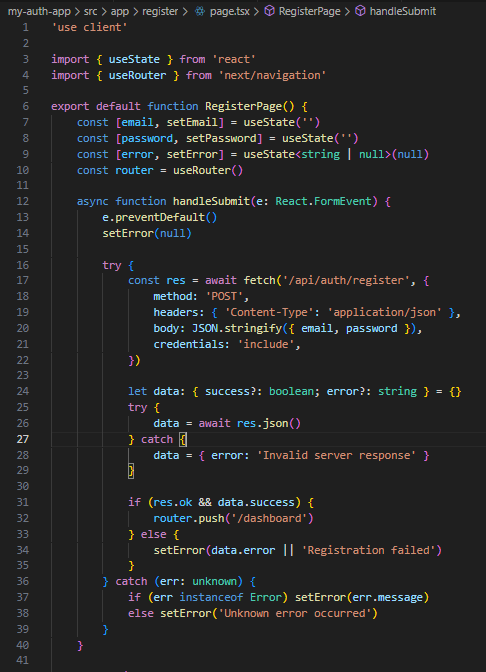 my-auth-app > src > app > register > page.tsx > RegisterPage > handleSubmit
1 'use client'
2
3 import { useState } from 'react'
4 import { useRouter } from 'next/navigation'
5
6 export default function RegisterPage() {
7 const [email, setEmail] = useState('')
8 const [password, setPassword] = useState('')
9 const [error, setError] = useState<string | null>(null)
10 const router = useRouter()
11
12 async function handleSubmit(e: React.FormEvent) {
13 e.preventDefault()
14 setError(null)
15
16 try {
17 const res = await fetch('/api/auth/register', {
18 method: 'POST',
19 headers: { 'Content-Type': 'application/json' },
20 body: JSON.stringify({ email, password }),
21 credentials: 'include',
22 })
23
24 let data: { success?: boolean; error?: string } = {}
25 try {
26 data = await res.json()
27 } catch {
28 data = { error: 'Invalid server response' }
29 }
30
31 if (res.ok && data.success) {
32 router.push('/dashboard')
33 } else {
34 setError(data.error || 'Registration failed')
35 }
36 } catch (err: unknown) {
37 if (err instanceof Error) setError(err.message)
38 else setError('Unknown error occurred')
39 }
40 }
41